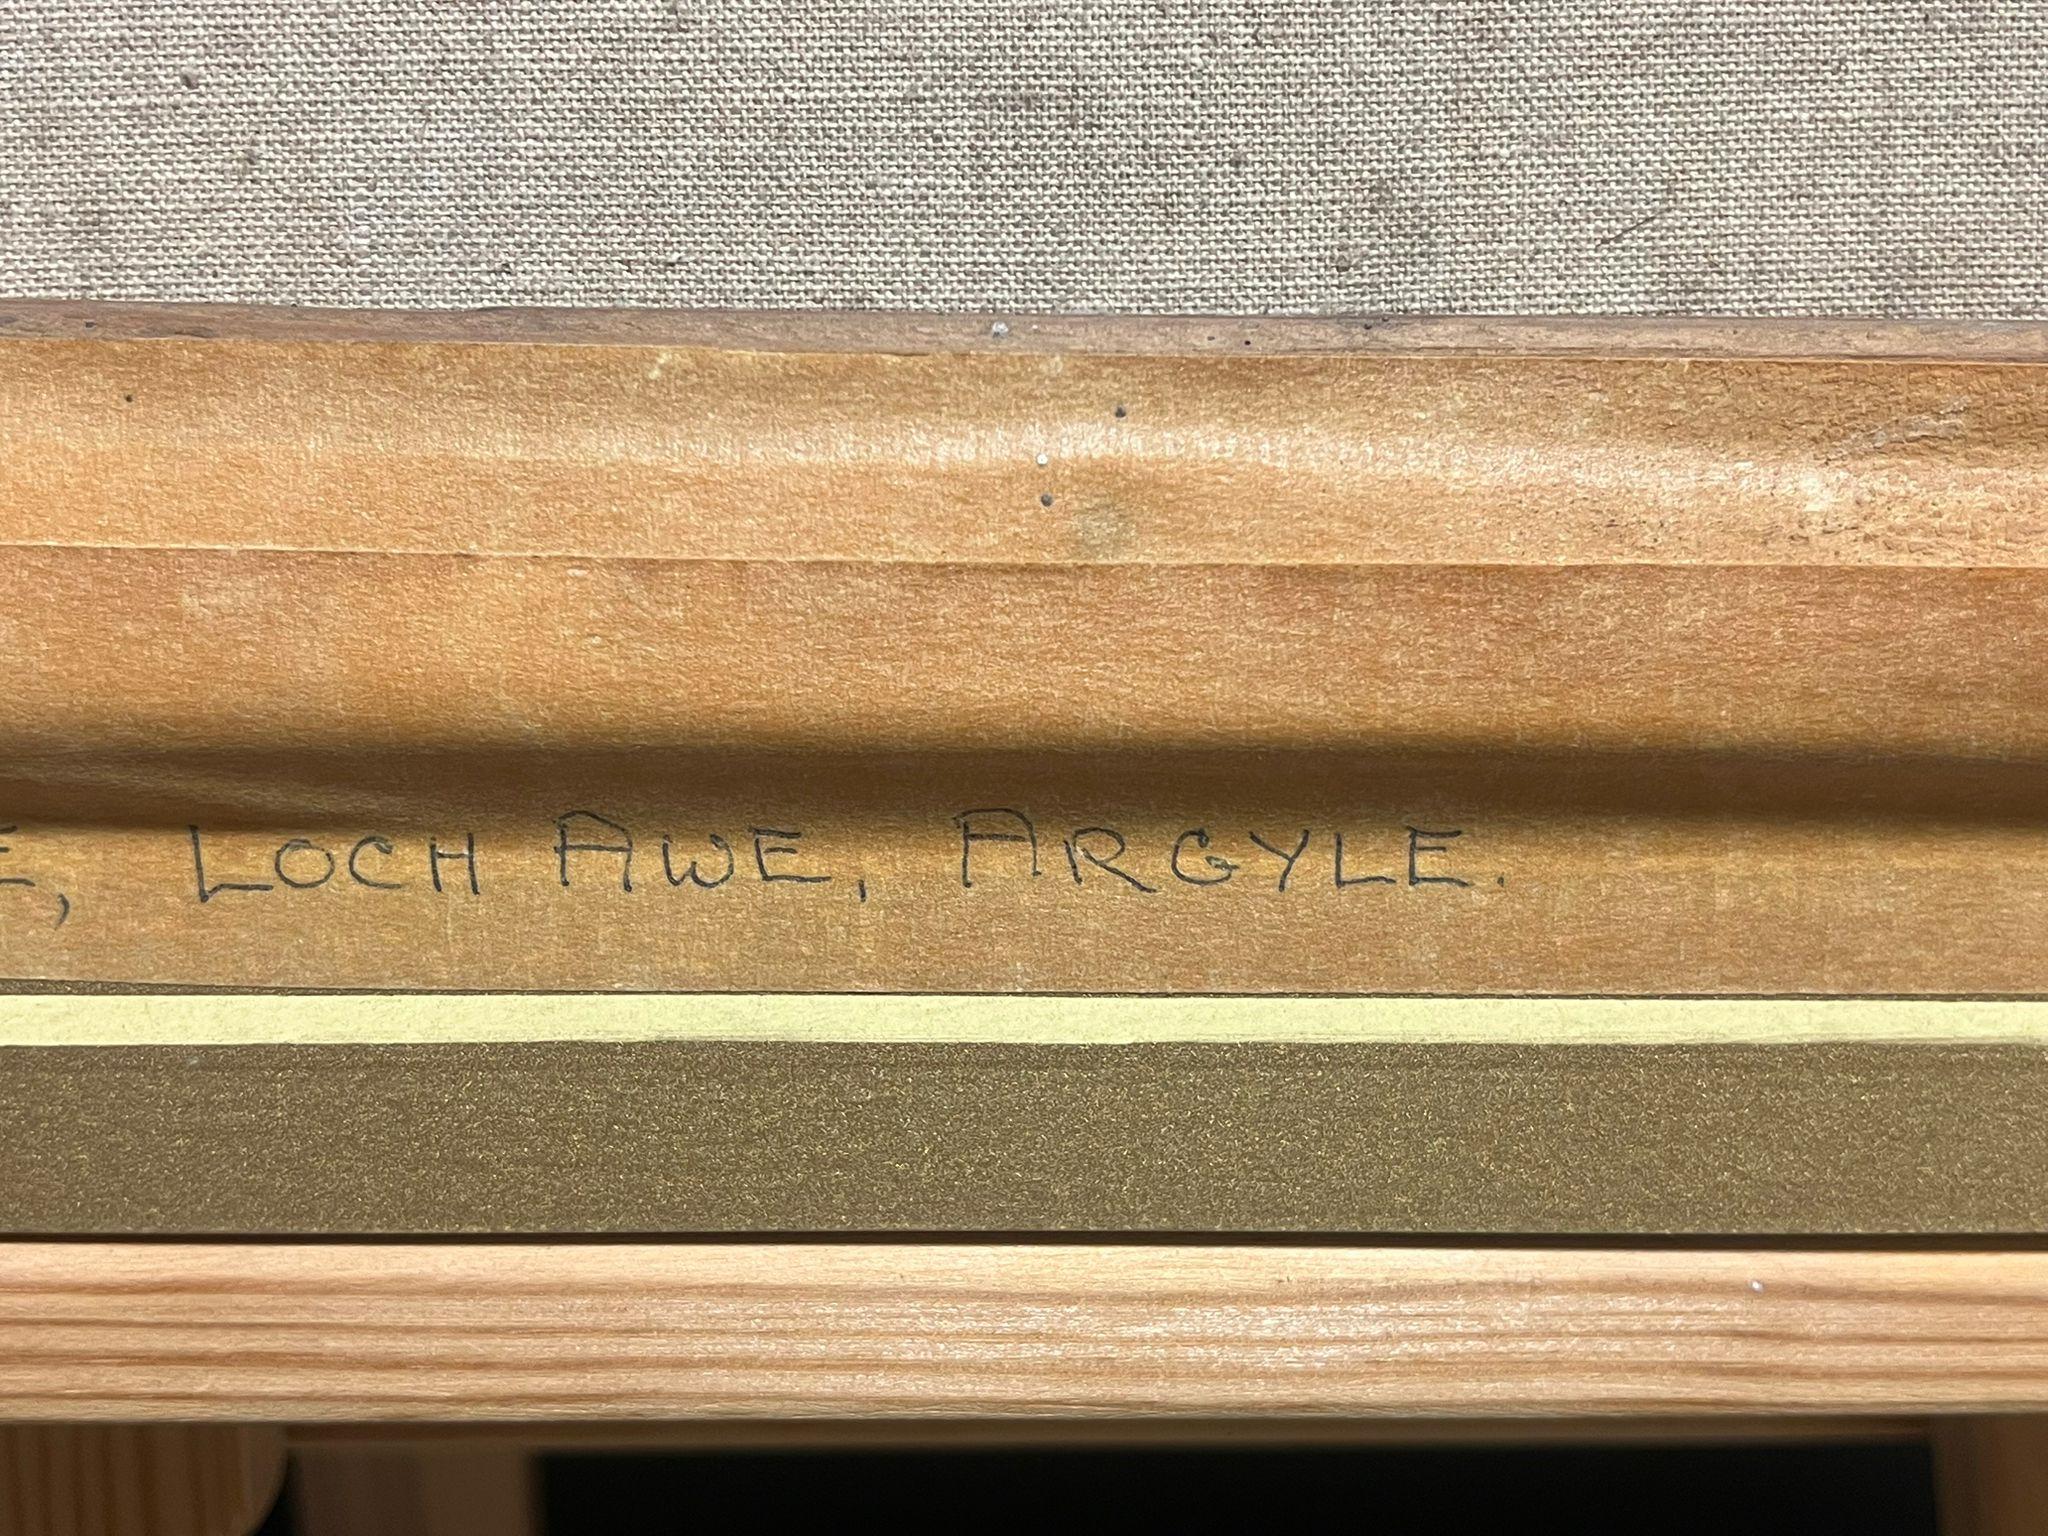 E, LOCH AWE, ARGYLE.